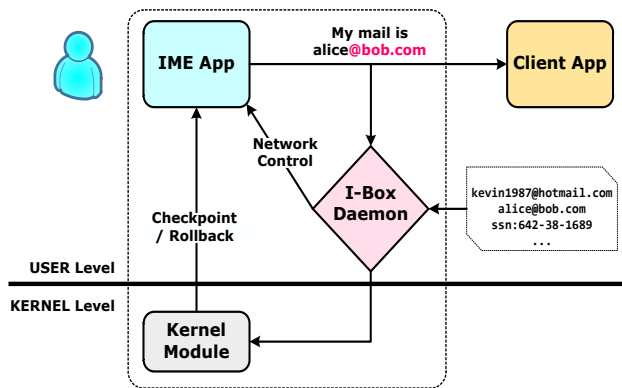 My mail is
alice@bob.com
IME App
Client App
Network
Control
I-Box
Daemon
kevin1987@hotmail.com
alice@bob.com
ssn:642-38-1689
...
Checkpoint
/ Rollback
USER Level
KERNEL Level
Kernel
Module